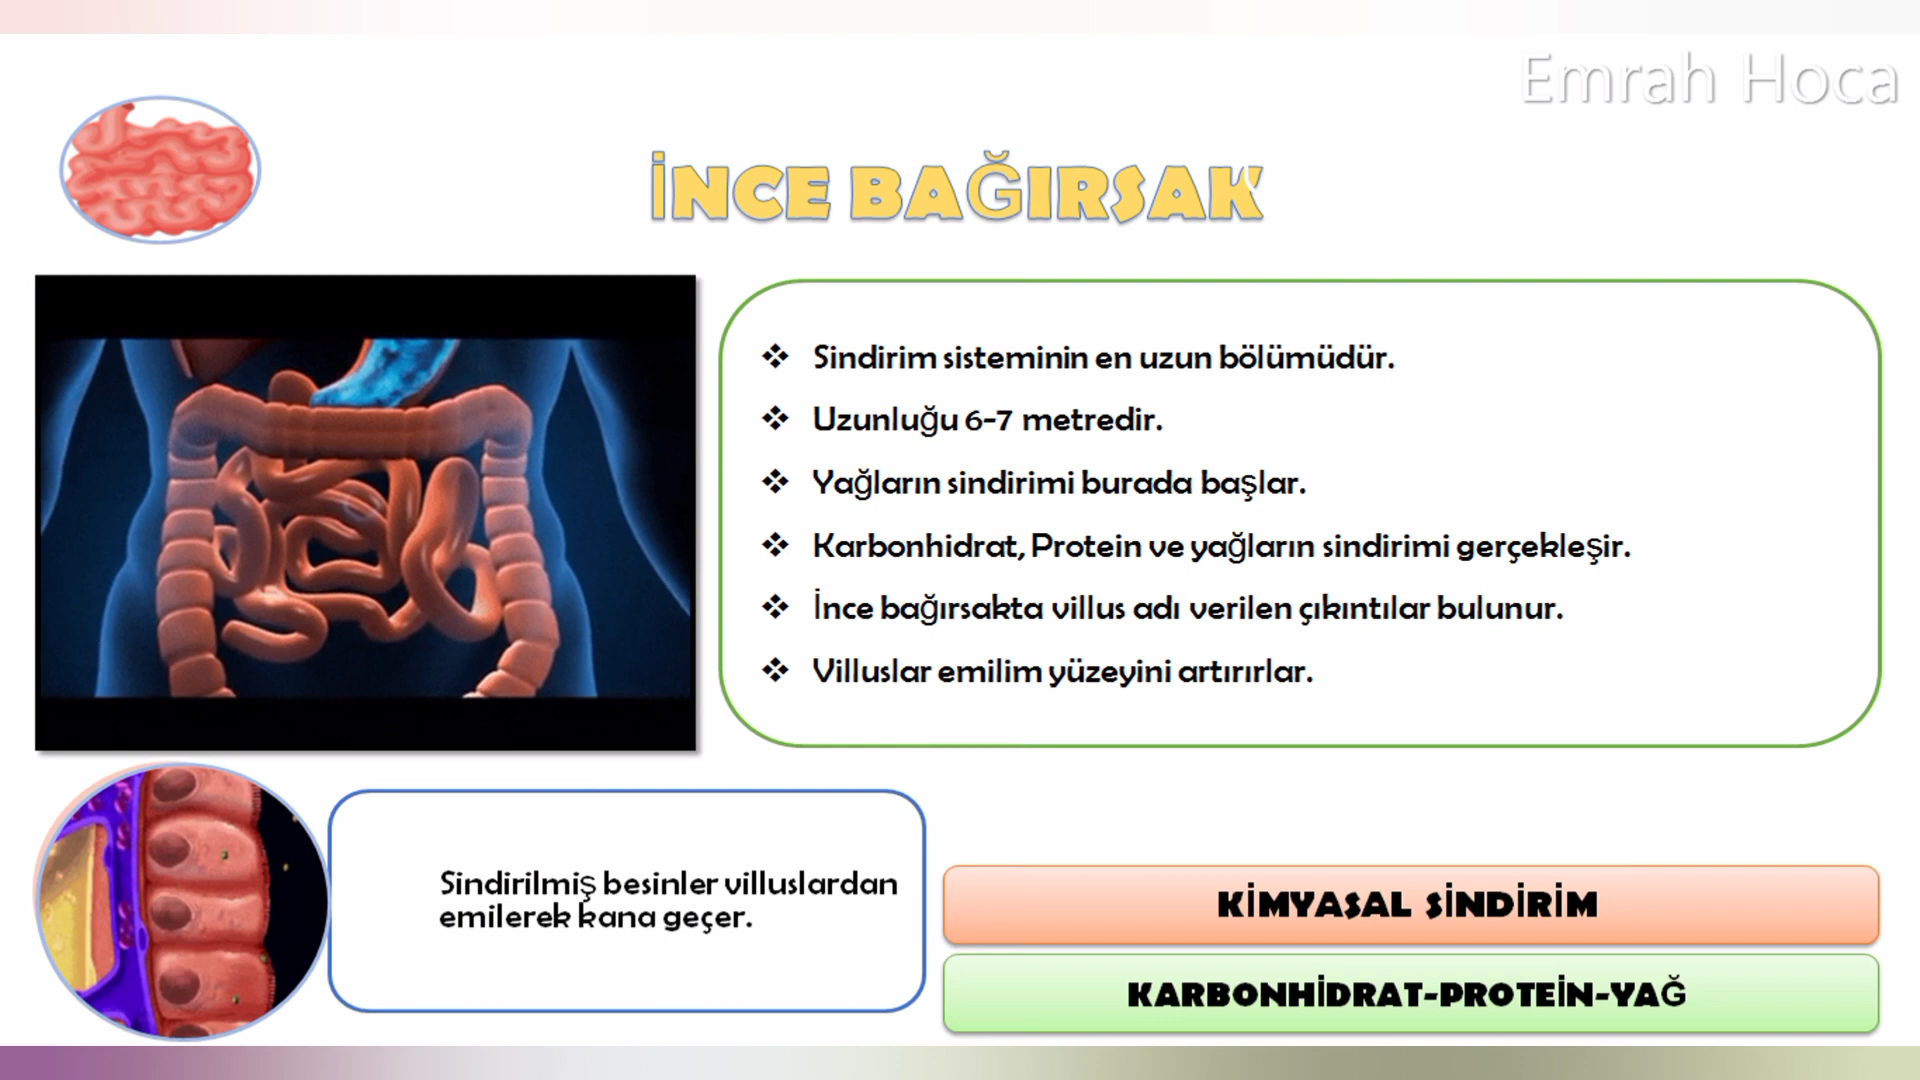 Emrah Hoca
İNCE BAĞIRSAK
Sindirim sisteminin en uzun bölümüdür.
Uzunluğu 6-7 metredir.
Yağların sindirimi burada başlar.
Karbonhidrat, Protein ve yağların sindirimi gerçekleşir.
İnce bağırsakta villus adı verilen çıkıntılar bulunur.
Villuslar emilim yüzeyini artırırlar.
Sindirilmiş besinler villuslardan
emilerek kana geçer.
KİMYASAL SİNDİRİM
KARBONHİDRAT-PROTEİN-YAĞ